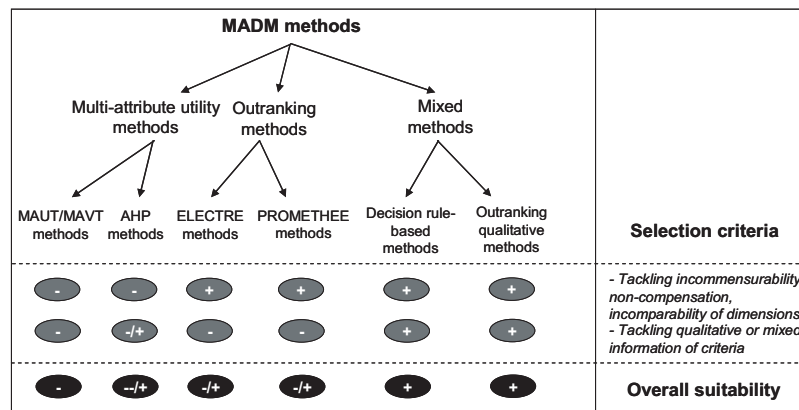 MADM methods
Multi-attribute utility
methods
Outranking
methods
Mixed
methods
MAUT/MAVT
methods
AHP
methods
ELECTRE
methods
PROMETHEE
methods
Decision rule-
based
methods
Outranking
qualitative
methods
Selection criteria
- - + + + +
- -/+ - - + +
- Tackling incommensurability,
non-compensation,
incomparability of dimensions
- Tackling qualitative or mixed
information of criteria
- --/+ -/+ -/+ + +
Overall suitability